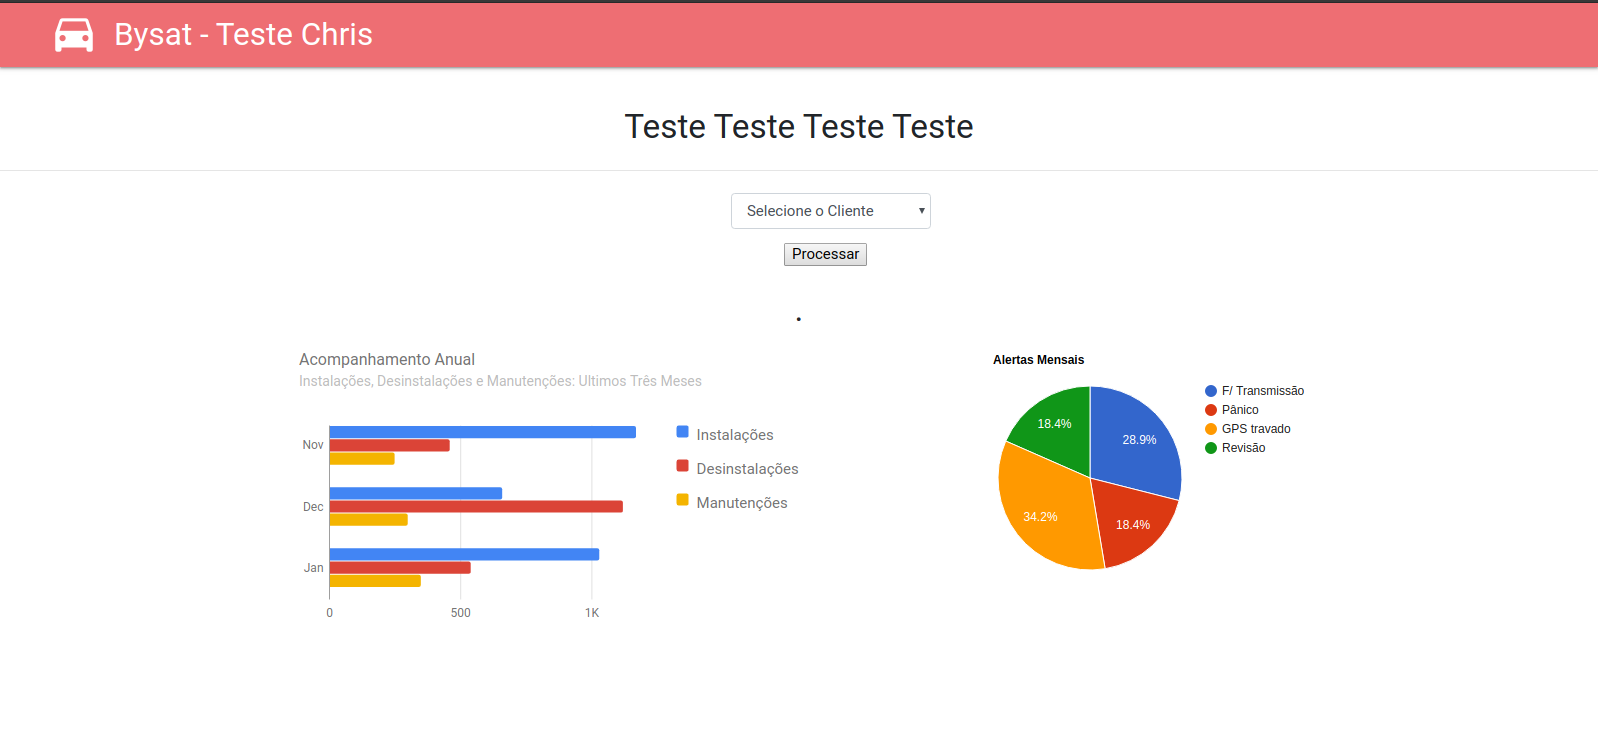 Bysat - Teste Chris
Teste Teste Teste Teste
Selecione o Cliente
Processar
.
Acompanhamento Anual
Instalações, Desinstalações e Manutenções: Ultimos Três Meses
Nov
Dec
Jan
0 500 1K
Instalações
Desinstalações
Manutenções
Alertas Mensais
18.4%
28.9%
34.2%
18.4%
F/ Transmissão
Pânico
GPS travado
Revisão